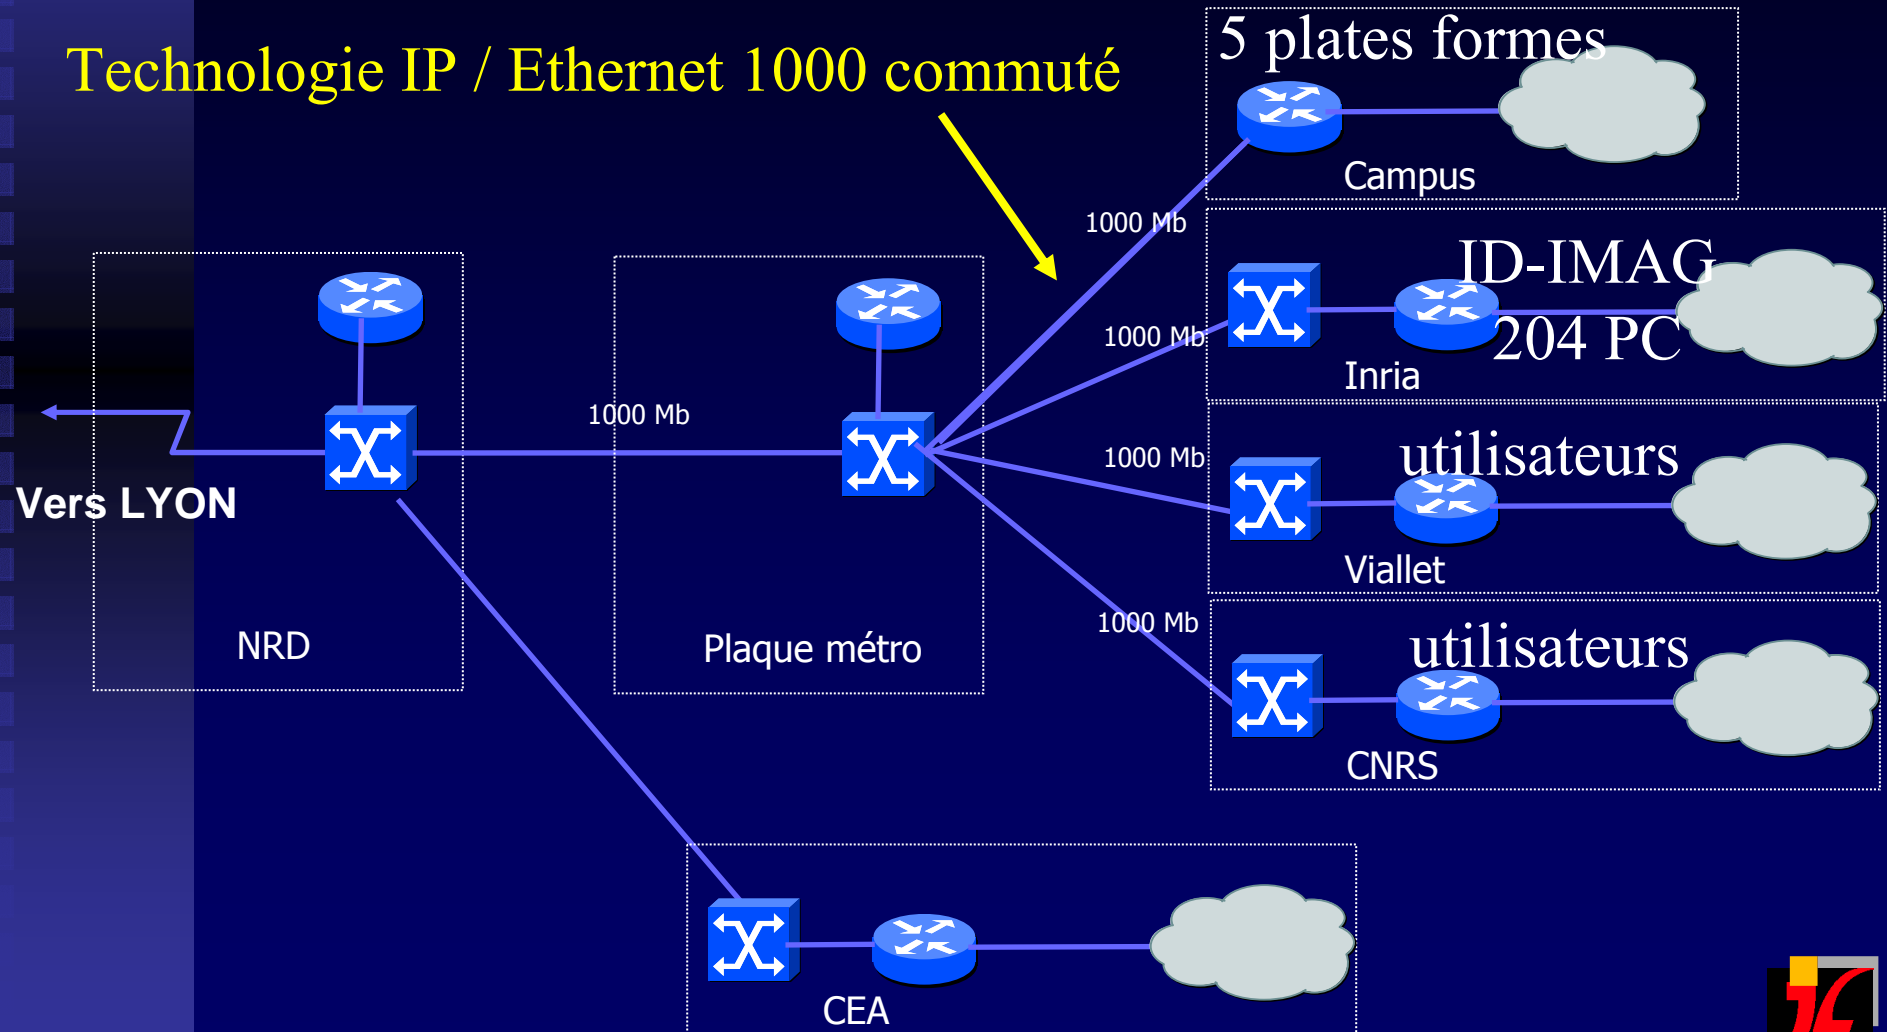 Technologie IP / Ethernet 1000 commuté
5 plates formes
Campus
1000 Mb
ID-IMAG
204 PC
1000 Mb
Inria
1000 Mb
utilisateurs
1000 Mb
Vers LYON
Viallet
1000 Mb
utilisateurs
NRD
Plaque métro
CNRS
CEA